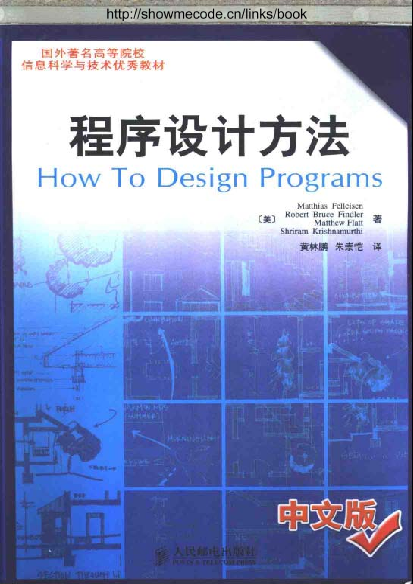 http://showmecode.cn/links/book
国外著名高等院校
信息科学与技术优秀教材
程序设计方法
How To Design Programs
Matthias Felleisen
〔美〕 Robert Bruce Findler 著
Matthew Flatt
Shriram Krishnamurthi
黄林鹏 朱崇恺 译
中文版
人民邮电出版社
POSTS & TELECOM PRESS